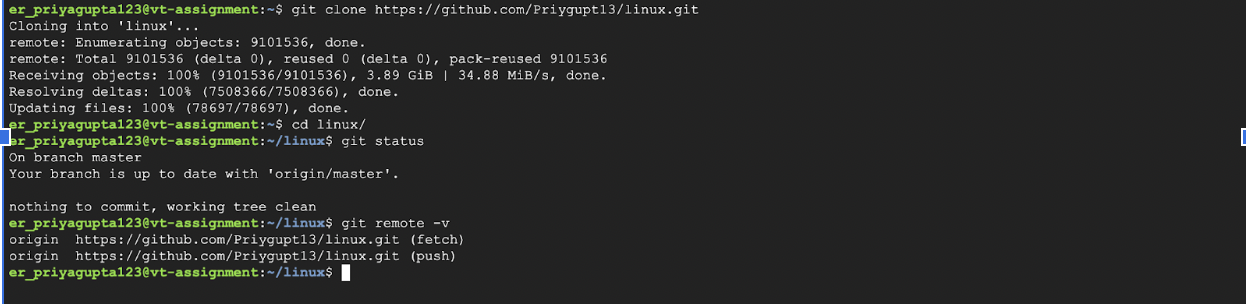 er_priyagupta123@vt-assignment:~$ git clone https://github.com/Priygupt13/linux.git
Cloning into 'linux'...
remote: Enumerating objects: 9101536, done.
remote: Total 9101536 (delta 0), reused 0 (delta 0), pack-reused 9101536
Receiving objects: 100% (9101536/9101536), 3.89 GiB | 34.88 MiB/s, done.
Resolving deltas: 100% (7508366/7508366), done.
Updating files: 100% (78697/78697), done.
er_priyagupta123@vt-assignment:~$ cd linux/
er_priyagupta123@vt-assignment:~/linux$ git status
On branch master
Your branch is up to date with 'origin/master'.
nothing to commit, working tree clean
er_priyagupta123@vt-assignment:~/linux$ git remote -v
origin  https://github.com/Priygupt13/linux.git (fetch)
origin  https://github.com/Priygupt13/linux.git (push)
er_priyagupta123@vt-assignment:~/linux$